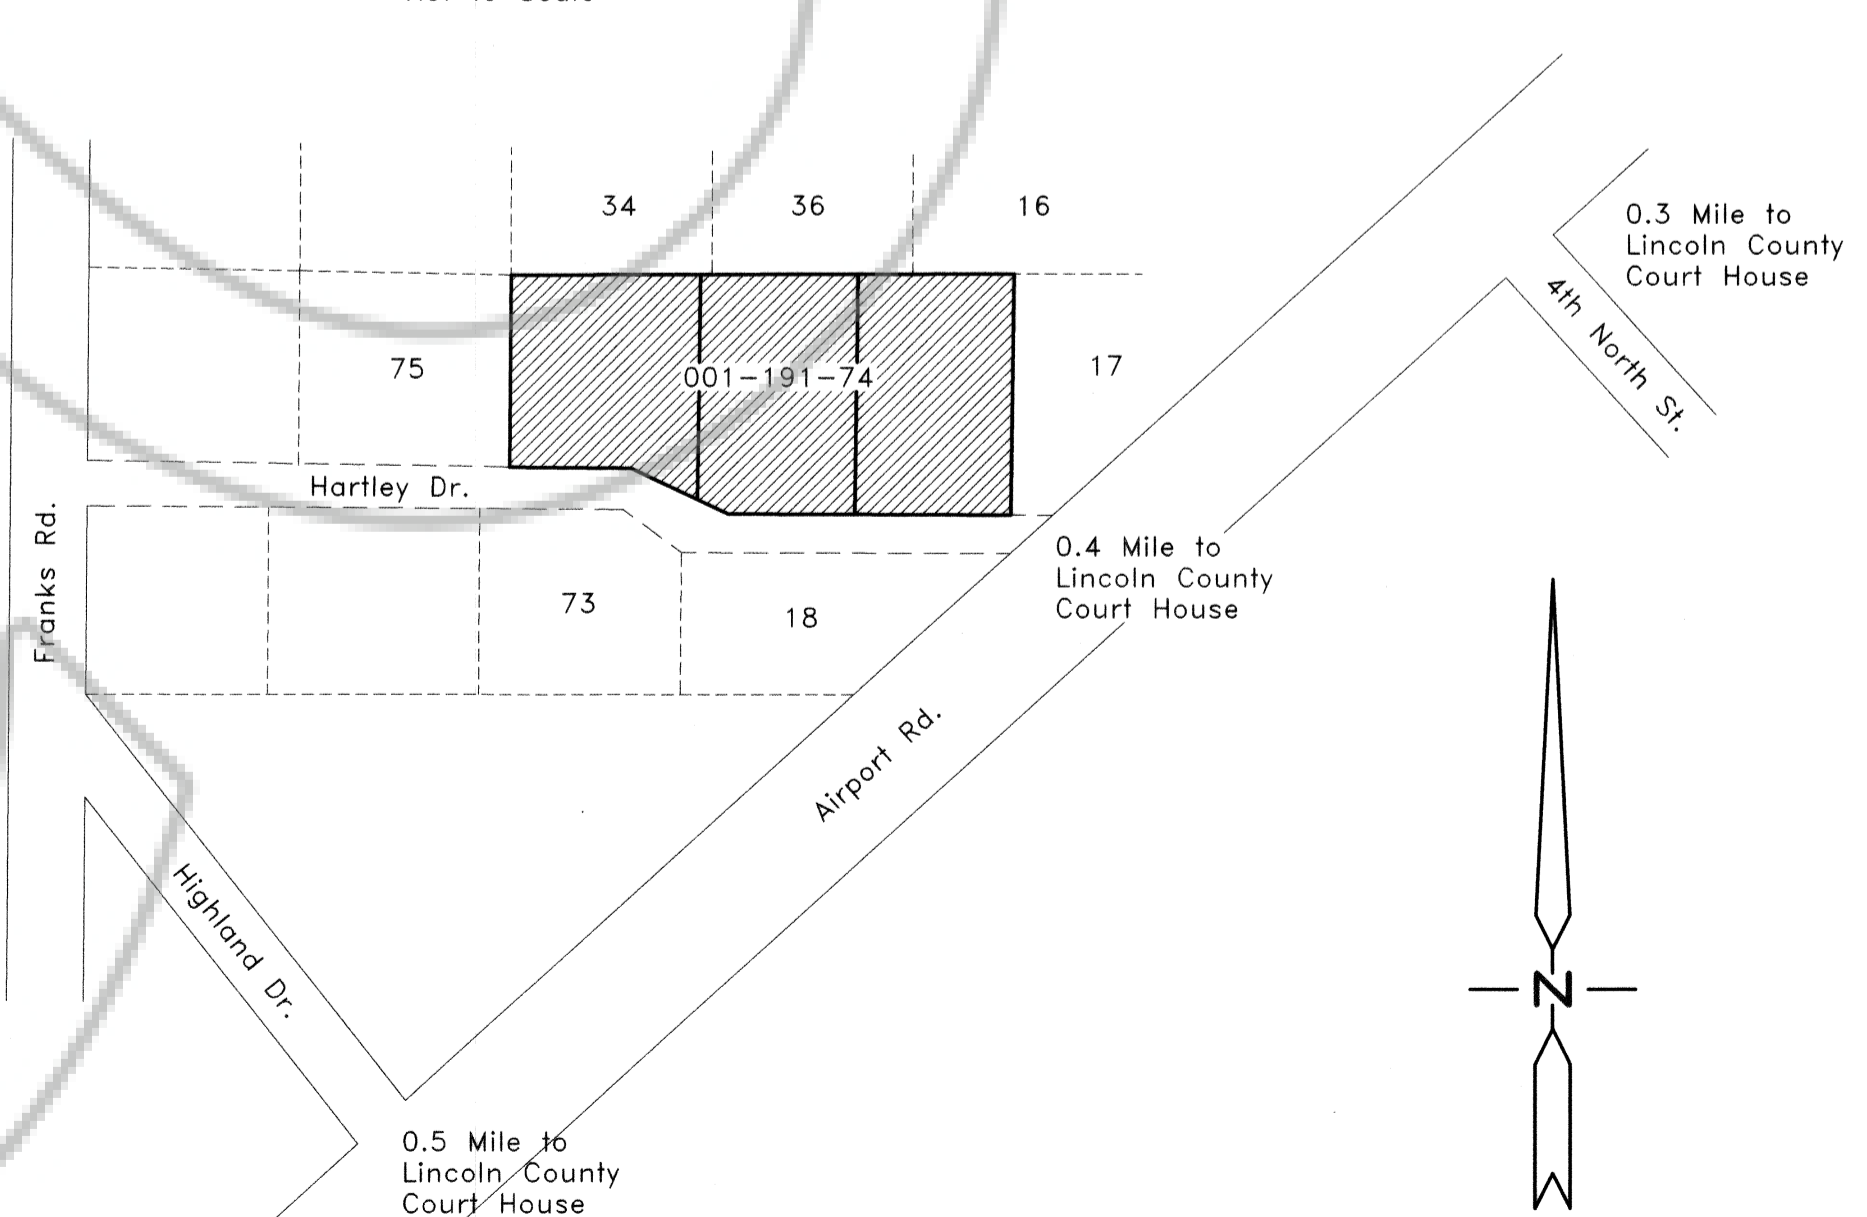 34
36
16
0.3 Mile to
Lincoln County
Court House
4th North St.
75
001-191-74
17
Hartley Dr.
Franks Rd.
0.4 Mile to
Lincoln County
Court House
73
18
Airport Rd.
Highland Dr.
N
0.5 Mile to
Lincoln County
Court House